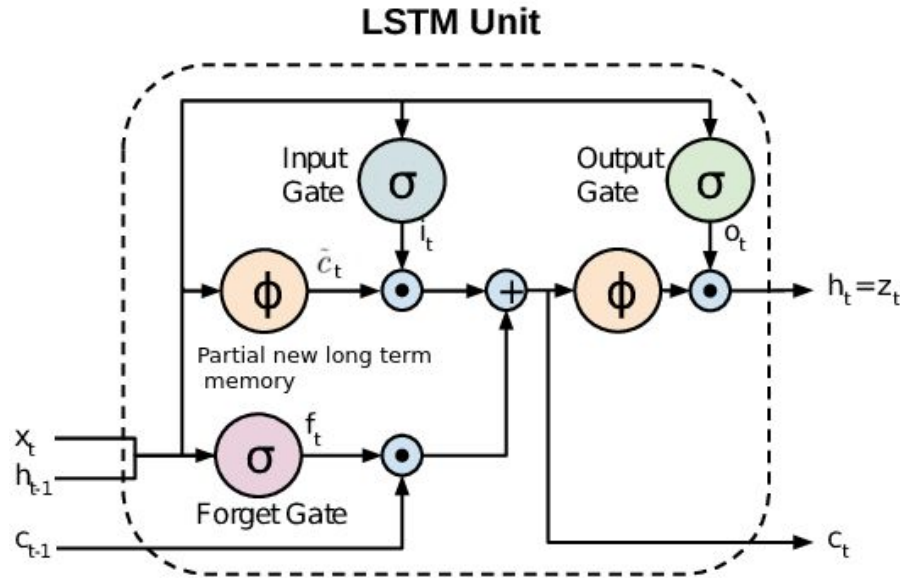 LSTM Unit
Input
Gate
σ
Output
Gate
σ
i_t
o_t
c̃_t
ϕ
+
ϕ
h_t=z_t
Partial new long term
memory
x_t
h_t-1
f_t
σ
Forget Gate
c_t-1
c_t